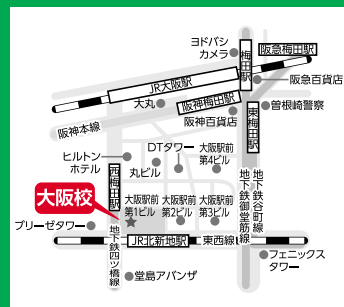 ヨドバシ
カメラ
梅田駅
阪急梅田駅
JR大阪駅
阪急百貨店
大丸
阪神梅田駅
曽根崎警察
阪神本線
阪神百貨店
東梅田駅
ヒルトン
ホテル
丸ビル
DTタワー
大阪駅前
第4ビル
西梅田駅
大阪校
大阪駅前
第1ビル
大阪駅前
第2ビル
大阪駅前
第3ビル
地下鉄御堂筋線
地下鉄谷町線
ブリーゼタワー
地下鉄四ツ橋線
JR北新地駅
東西線
フェニックス
タワー
堂島アバンザ